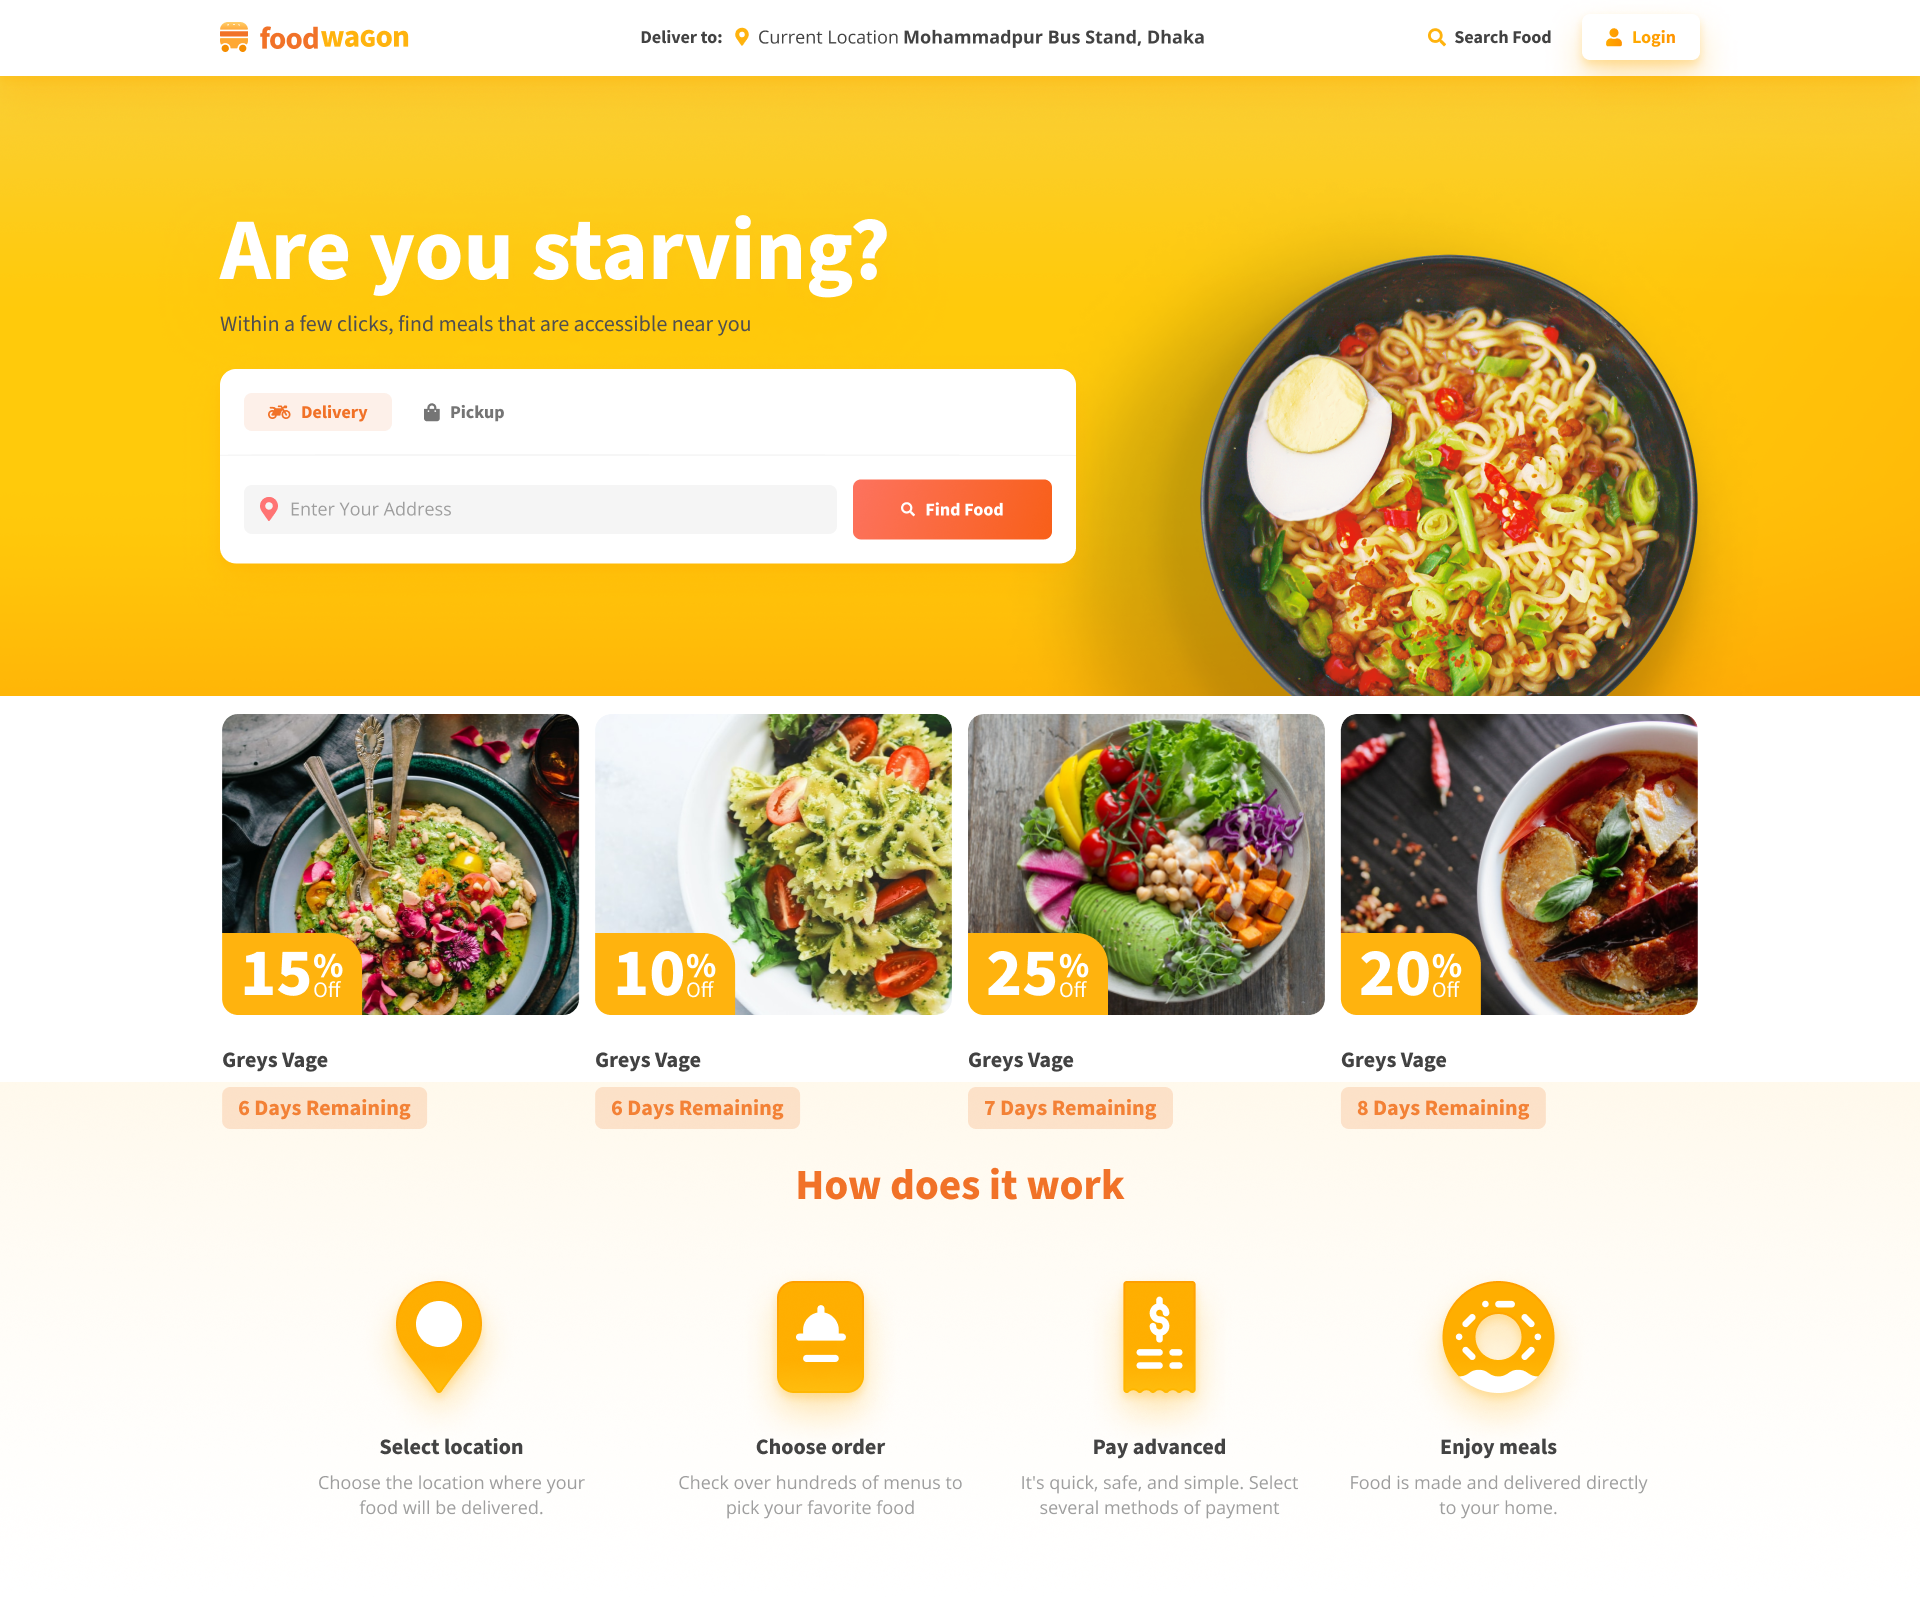 foodwaGon
Deliver to: Current Location Mohammadpur Bus Stand, Dhaka
Search Food
Login
Are you starving?
Within a few clicks, find meals that are accessible near you
Delivery
Pickup
Enter Your Address
Find Food
15% Off
10% Off
25% Off
20% Off
Greys Vage
Greys Vage
Greys Vage
Greys Vage
6 Days Remaining
6 Days Remaining
7 Days Remaining
8 Days Remaining
How does it work
$
Select location
Choose the location where your
food will be delivered.
Choose order
Check over hundreds of menus to
pick your favorite food
Pay advanced
It's quick, safe, and simple. Select
several methods of payment
Enjoy meals
Food is made and delivered directly
to your home.